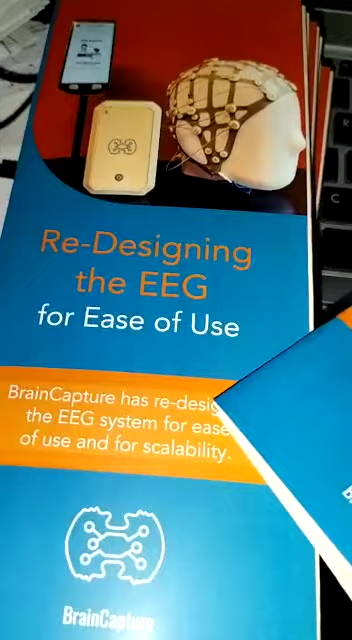 Re-Designing
the EEG
for Ease of Use
BrainCapture has re-desig
the EEG system for ease
of use and for scalability.
BrainCapture